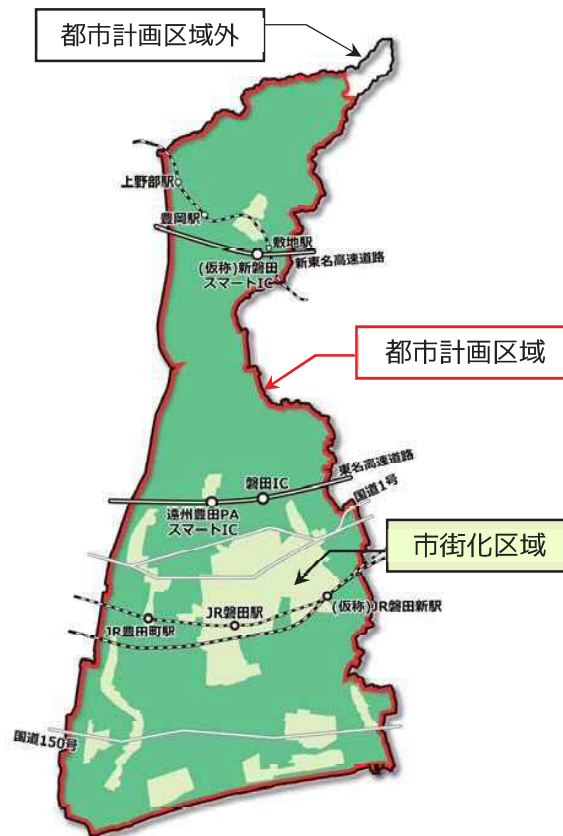 都市計画区域外
上野部駅
豊岡駅
敷地駅
(仮称)新磐田
スマートIC
新東名高速道路
都市計画区域
東名高速道路
磐田IC
国道1号
遠州豊田PA
スマートIC
市街化区域
JR磐田駅
(仮称)JR磐田新駅
JR豊田町駅
国道150号